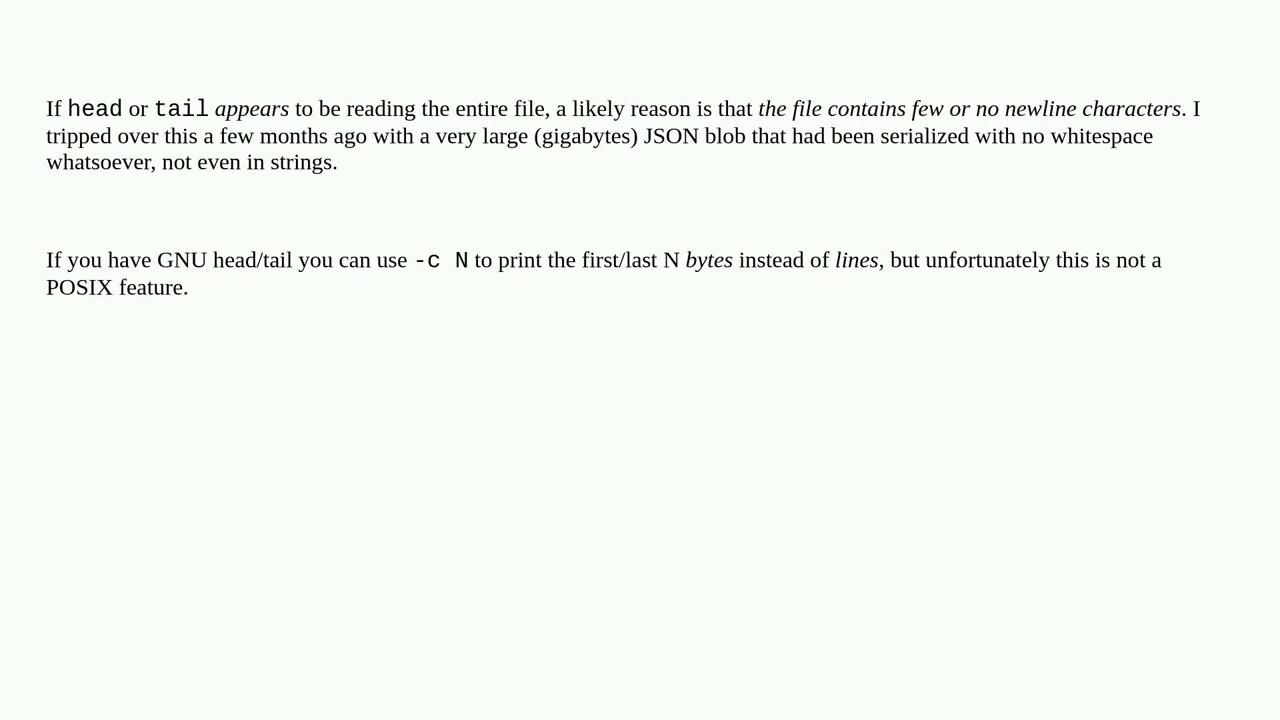 If head or tail appears to be reading the entire file, a likely reason is that the file contains few or no newline characters. I
tripped over this a few months ago with a very large (gigabytes) JSON blob that had been serialized with no whitespace
whatsoever, not even in strings.
If you have GNU head/tail you can use -c N to print the first/last N bytes instead of lines, but unfortunately this is not a
POSIX feature.